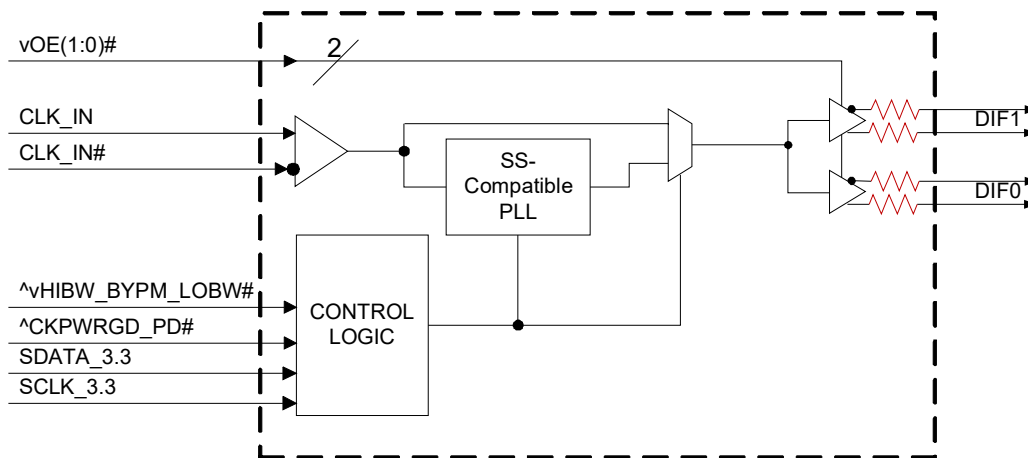 vOE(1:0)#
2
CLK_IN
CLK_IN#
SS-
Compatible
PLL
DIF1
DIF0
^vHIBW_BYPM_LOBW#
^CKPWRGD_PD#
SDATA_3.3
SCLK_3.3
CONTROL
LOGIC